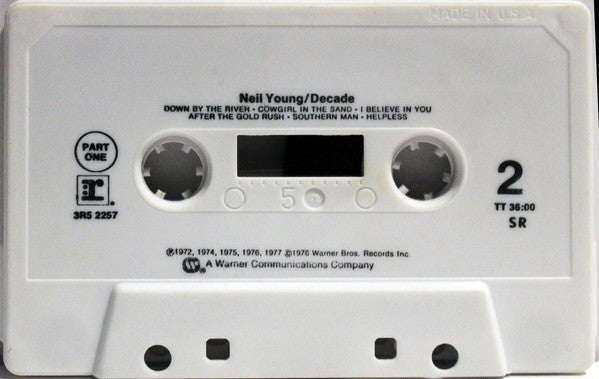 MADE IN U.S.A.
Neil Young/Decade
DOWN BY THE RIVER • COWGIRL IN THE SAND • I BELIEVE IN YOU
AFTER THE GOLD RUSH • SOUTHERN MAN • HELPLESS
PART
ONE
r
3R5 2257
5
2
TT 36:00
SR
℗1972, 1974, 1975, 1976, 1977 ©1976 Warner Bros. Records Inc.
W ® A Warner Communications Company